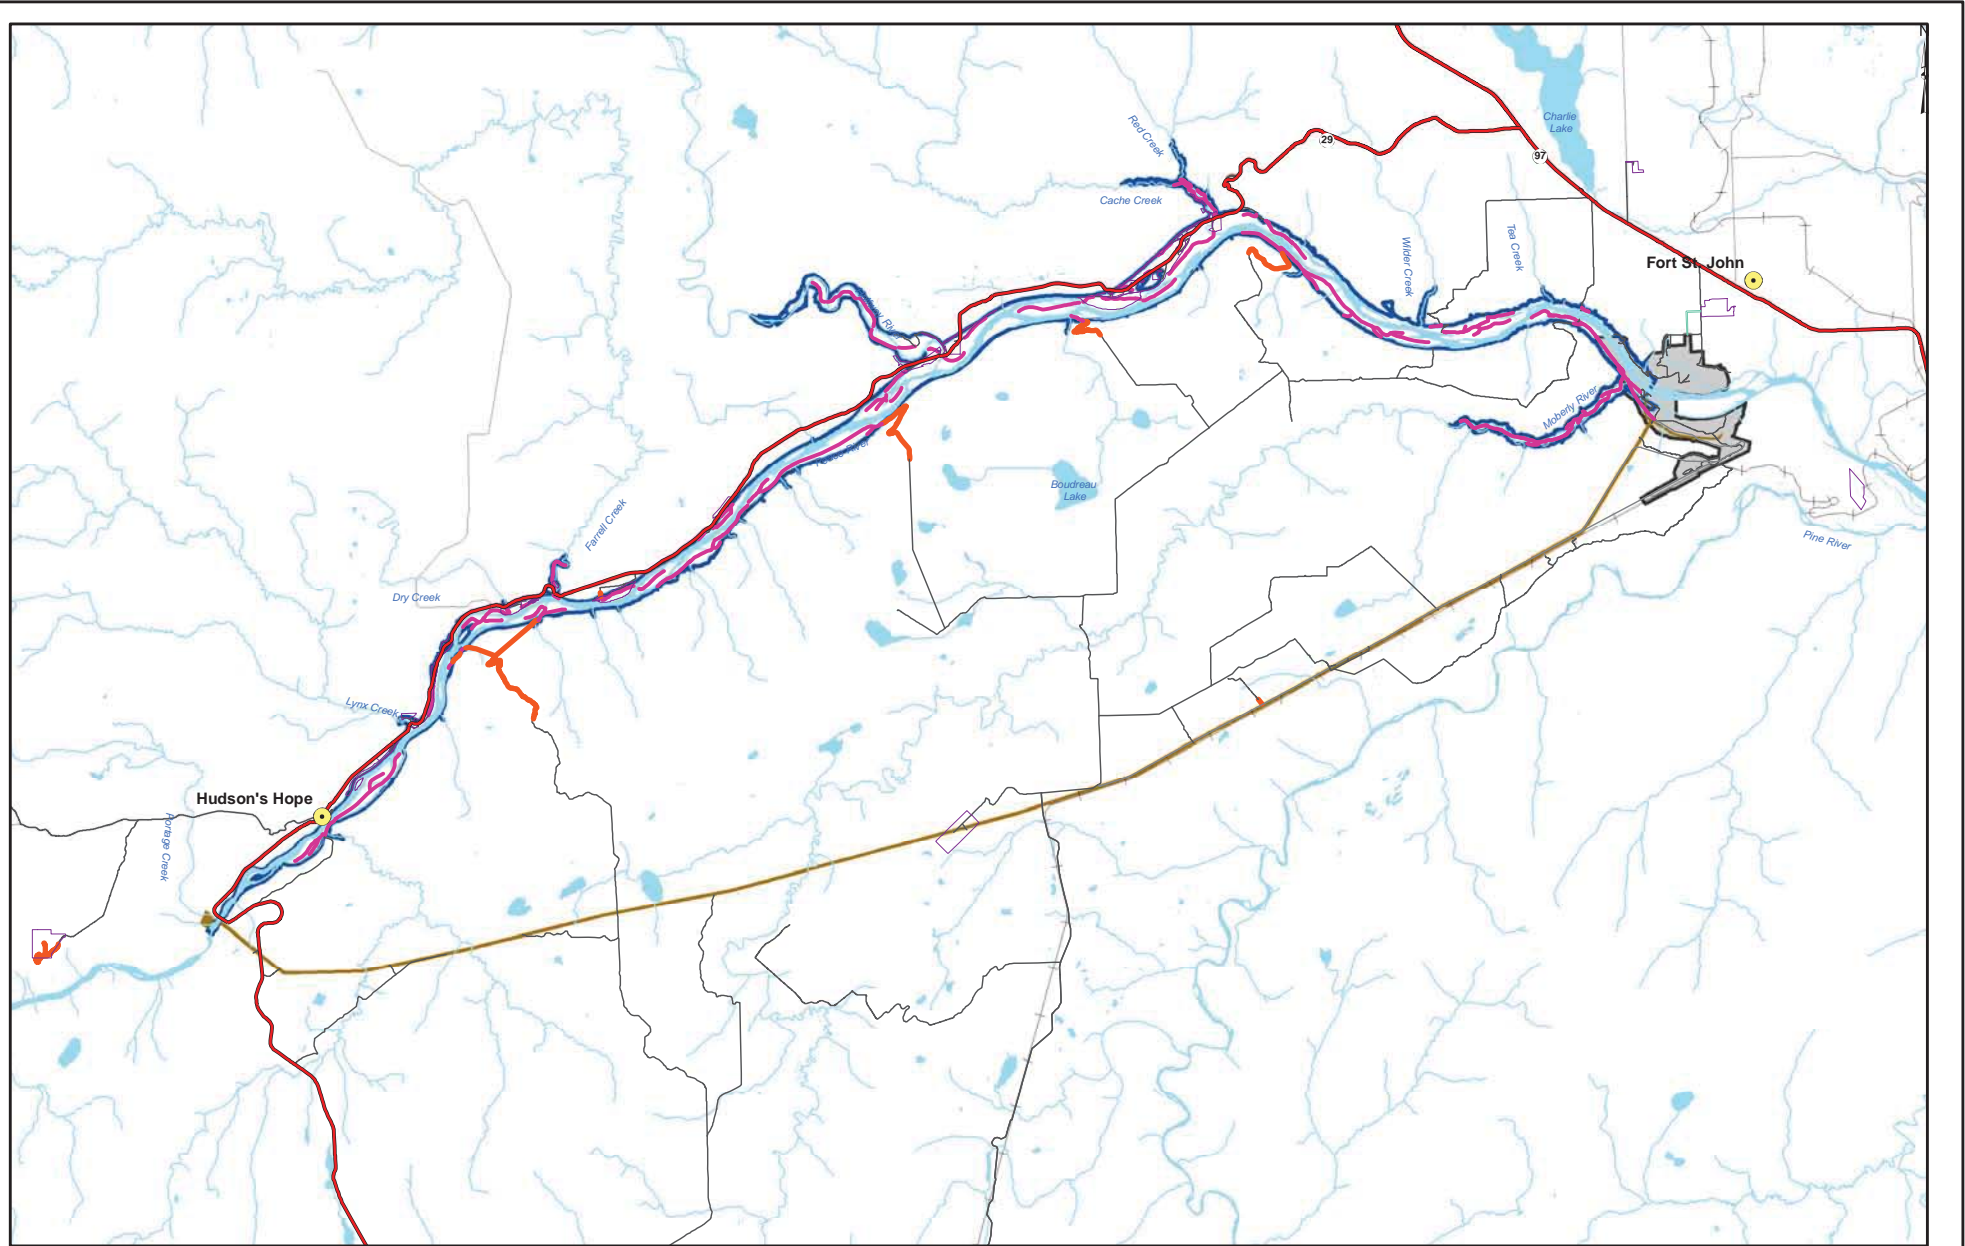 N
Charlie
Lake
Red Creek
29
97
Cache Creek
Wilder Creek
Tea Creek
Fort St. John
Moberly River
Boudreau
Lake
Pine River
Farrell Creek
Dry Creek
Lynx Creek
Hudson's Hope
Portage Creek